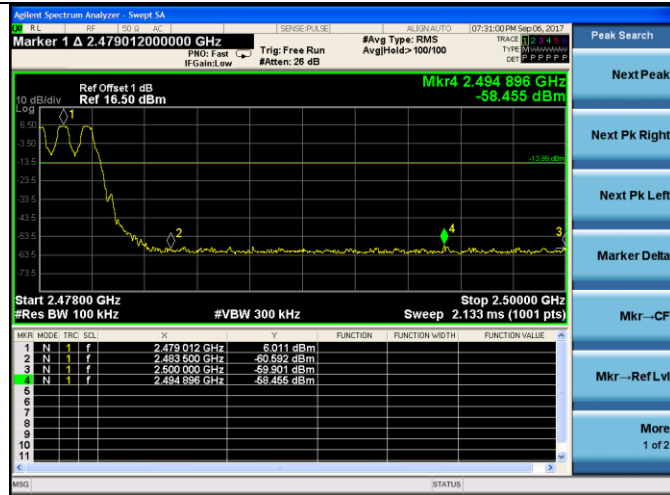 Agilent Spectrum Analyzer - Swept SA
RL RF 50 Ω AC SENSE:PULSE ALIGN AUTO 07:31:00 PM Sep 06, 2017
Marker 1 Δ 2.479012000000 GHz
PNO: Fast
IFGain:Low
Trig: Free Run
#Atten: 26 dB
#Avg Type: RMS
Avg|Hold:>100/100
TRACE 1 2 3 4 5 6
TYPE
DET P P P P P P
Ref Offset 1 dB
10 dB/div Ref 16.50 dBm
Mkr4 2.494 896 GHz
-58.455 dBm
Log
6.50
-3.50
-13.5
-13.99 dBm
-23.5
-33.5
-43.5
-53.5
-63.5
-73.5
1
2
4
3
Start 2.47800 GHz Stop 2.50000 GHz
#Res BW 100 kHz #VBW 300 kHz Sweep 2.133 ms (1001 pts)
MKR MODE TRC SCL X Y FUNCTION FUNCTION WIDTH FUNCTION VALUE
1 N 1 f 2.479 012 GHz 6.011 dBm
2 N 1 f 2.483 500 GHz -60.592 dBm
3 N 1 f 2.500 000 GHz -59.901 dBm
4 N 1 f 2.494 896 GHz -58.455 dBm
5
6
7
8
9
10
11
MSG STATUS
Peak Search
Next Peak
Next Pk Right
Next Pk Left
Marker Delta
Mkr→CF
Mkr→Ref Lvl
More
1 of 2